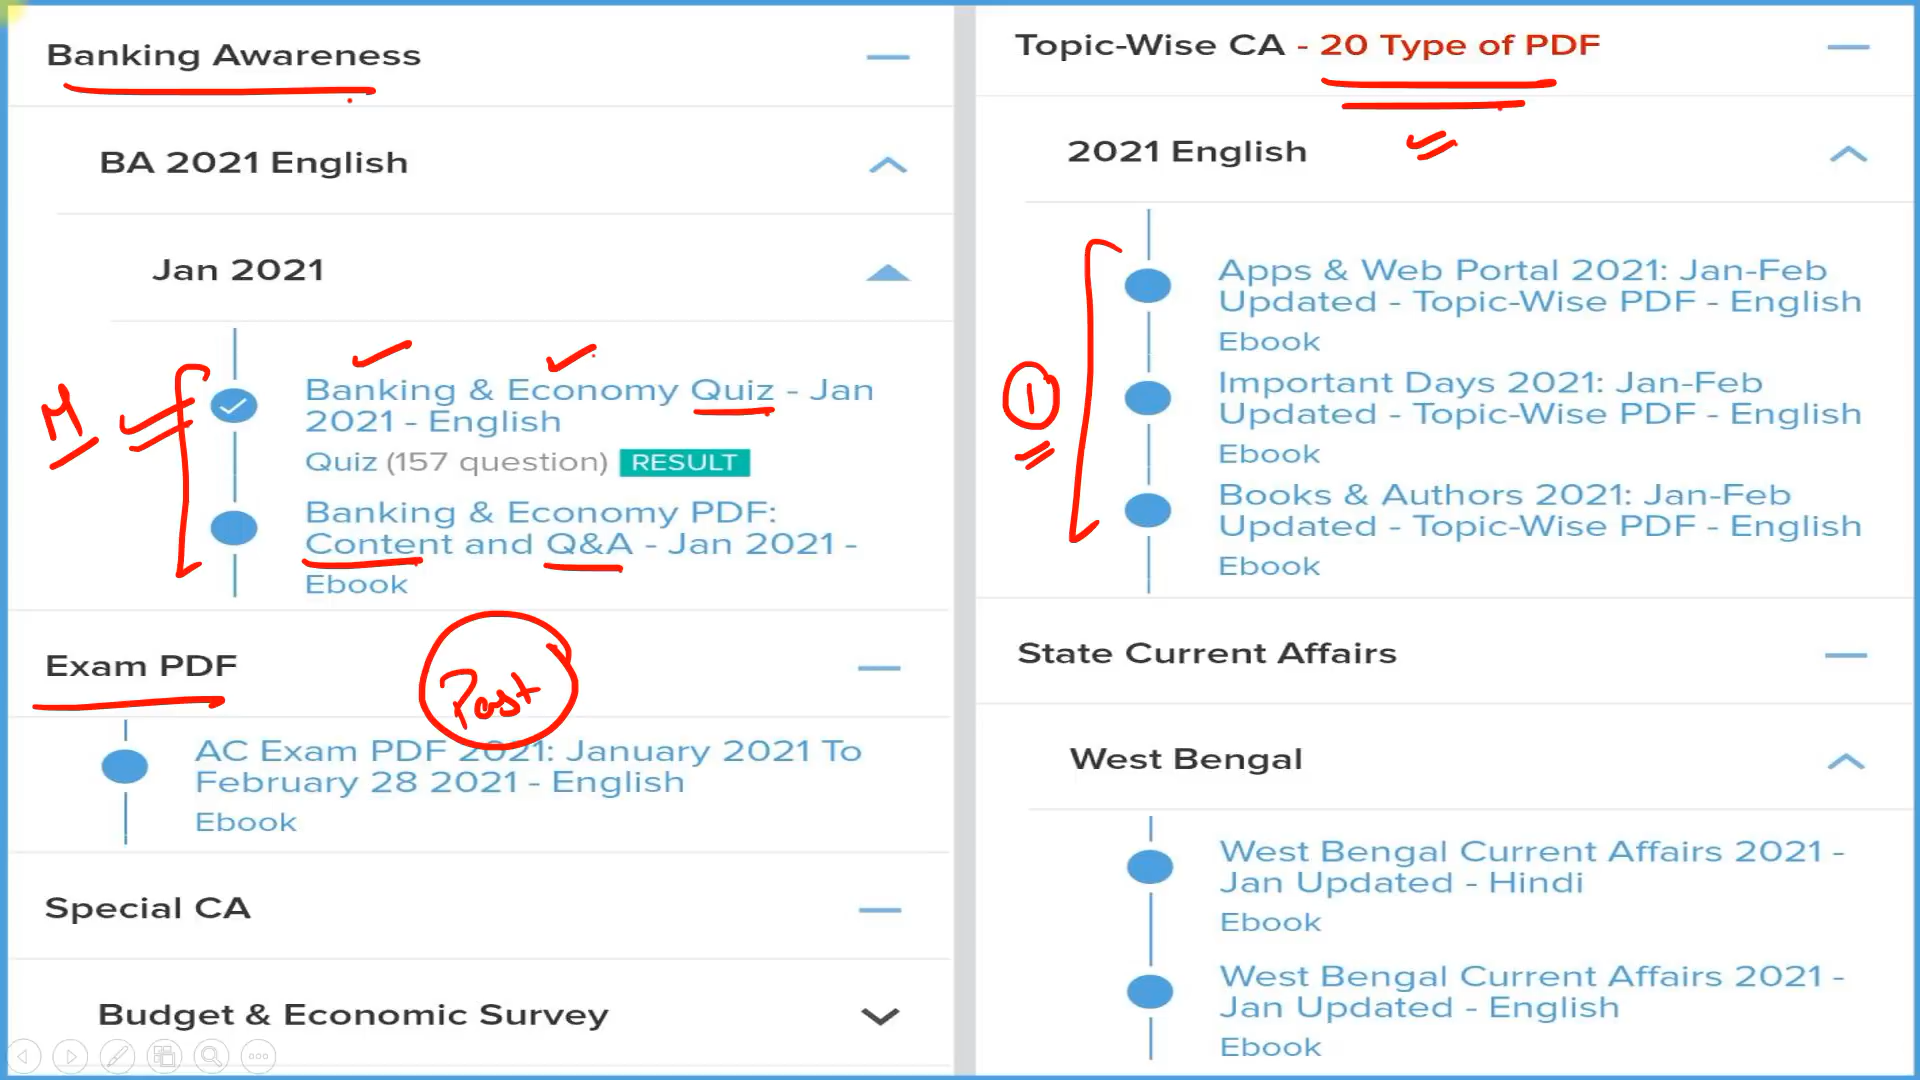 Banking Awareness
BA 2021 English
Jan 2021
Banking & Economy Quiz - Jan
2021 - English
Quiz (157 question) RESULT
Banking & Economy PDF:
Content and Q&A - Jan 2021 -
Ebook
M
Exam PDF
Past
AC Exam PDF 2021: January 2021 To
February 28 2021 - English
Ebook
Special CA
Budget & Economic Survey
Topic-Wise CA - 20 Type of PDF
2021 English
Apps & Web Portal 2021: Jan-Feb
Updated - Topic-Wise PDF - English
Ebook
1
Important Days 2021: Jan-Feb
Updated - Topic-Wise PDF - English
Ebook
Books & Authors 2021: Jan-Feb
Updated - Topic-Wise PDF - English
Ebook
State Current Affairs
West Bengal
West Bengal Current Affairs 2021 -
Jan Updated - Hindi
Ebook
West Bengal Current Affairs 2021 -
Jan Updated - English
Ebook